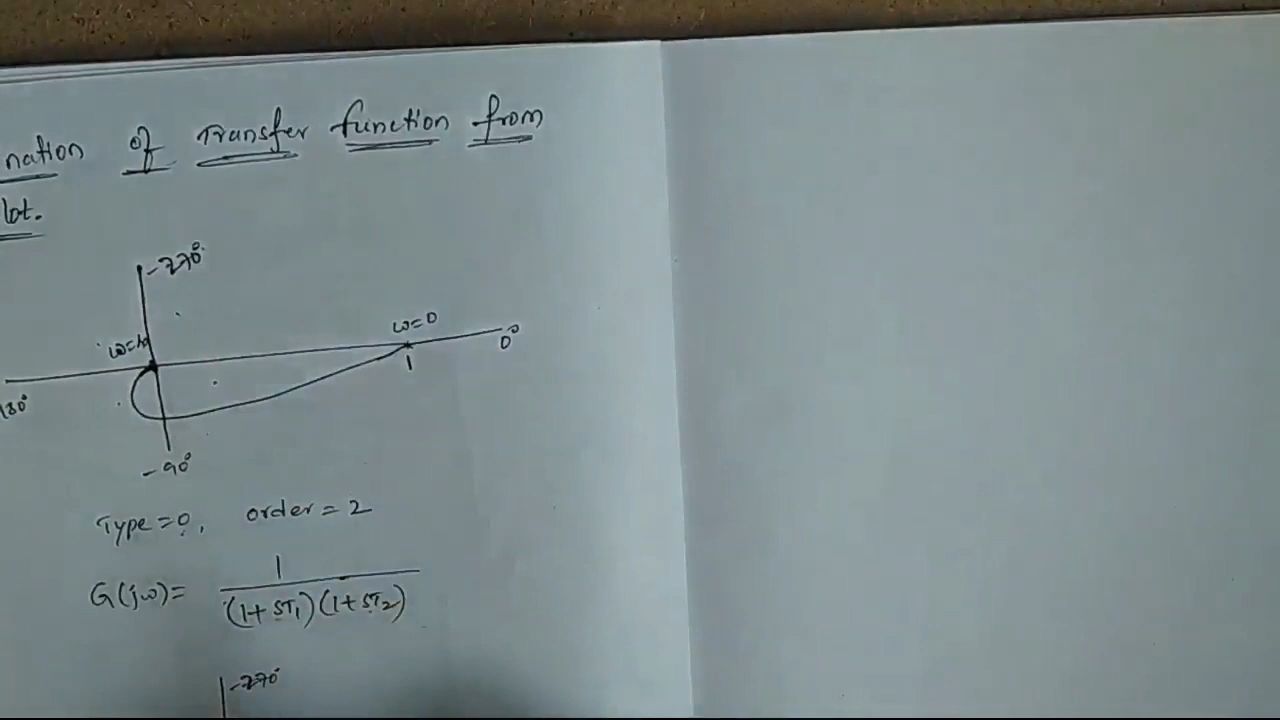 nation of Transfer function from
lot.
-270°
ω=0
0°
1
180°
-90°
Type=0, order=2
G(jω)= 1
(1+ST1)(1+ST2)
-270°